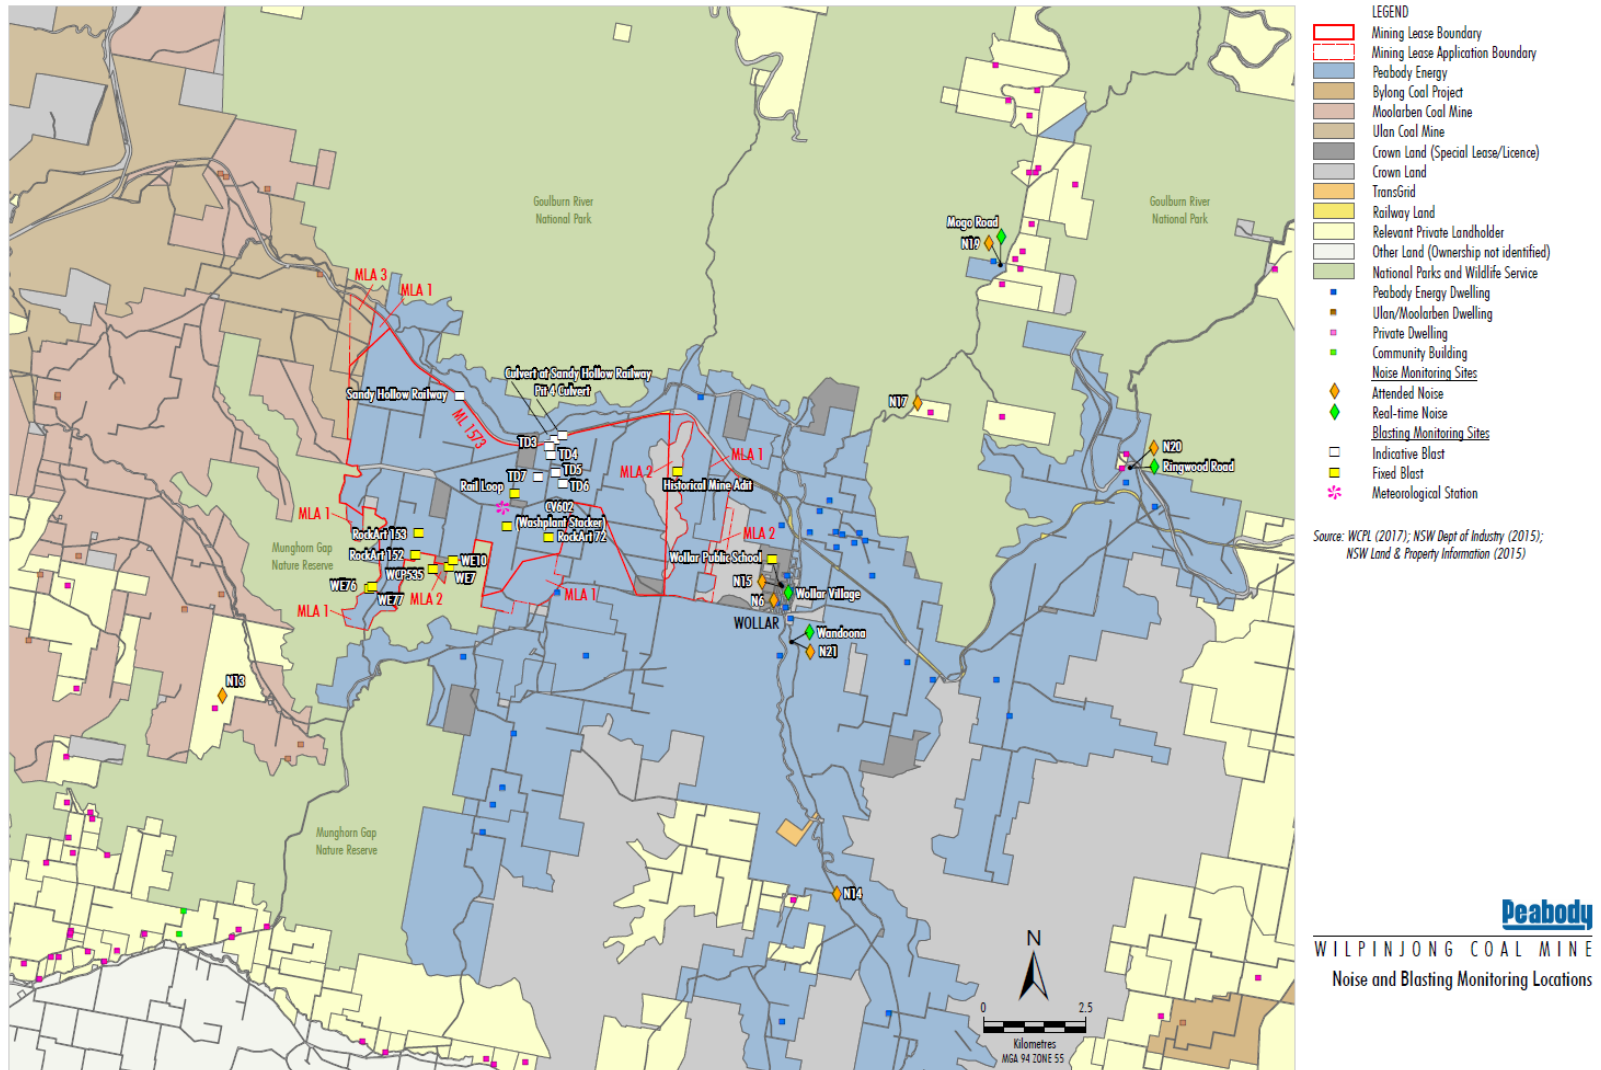 LEGEND
Mining Lease Boundary
Mining Lease Application Boundary
Peabody Energy
Bylong Coal Project
Moolarben Coal Mine
Ulan Coal Mine
Crown Land (Special Lease/Licence)
Crown Land
TransGrid
Railway Land
Relevant Private Landholder
Other Land (Ownership not identified)
National Parks and Wildlife Service
Peabody Energy Dwelling
Ulan/Moolarben Dwelling
Private Dwelling
Community Building
Noise Monitoring Sites
Attended Noise
Real-time Noise
Blasting Monitoring Sites
Indicative Blast
Fixed Blast
Meteorological Station
Source: WCPL (2017); NSW Dept of Industry (2015);
NSW Land & Property Information (2015)
Goulburn River
National Park
Goulburn River
National Park
Mogo Road
N19
MLA 3
MLA 1
Culvert at Sandy Hollow Railway
Pit 4 Culvert
Sandy Hollow Railway
ML 1573
N17
TD3
TD4
TD5
TD7
TD6
Rail Loop
MLA 2
MLA 1
Historical Mine Adit
N20
Ringwood Road
CV602
(Washplant Stacker)
RockArt 72
MLA 1
RockArt 153
MLA 2
Munghorn Gap
Nature Reserve
RockArt 152
WE10
WCP535
WE7
WE76
WE77
MLA 2
MLA 1
MLA 1
Wollar Public School
N15
Wollar Village
N6
WOLLAR
Wandoona
N21
N13
Munghorn Gap
Nature Reserve
N14
N
0
2.5
Kilometres
MGA 94 ZONE 55
Peabody
WILPINJONG COAL MINE
Noise and Blasting Monitoring Locations